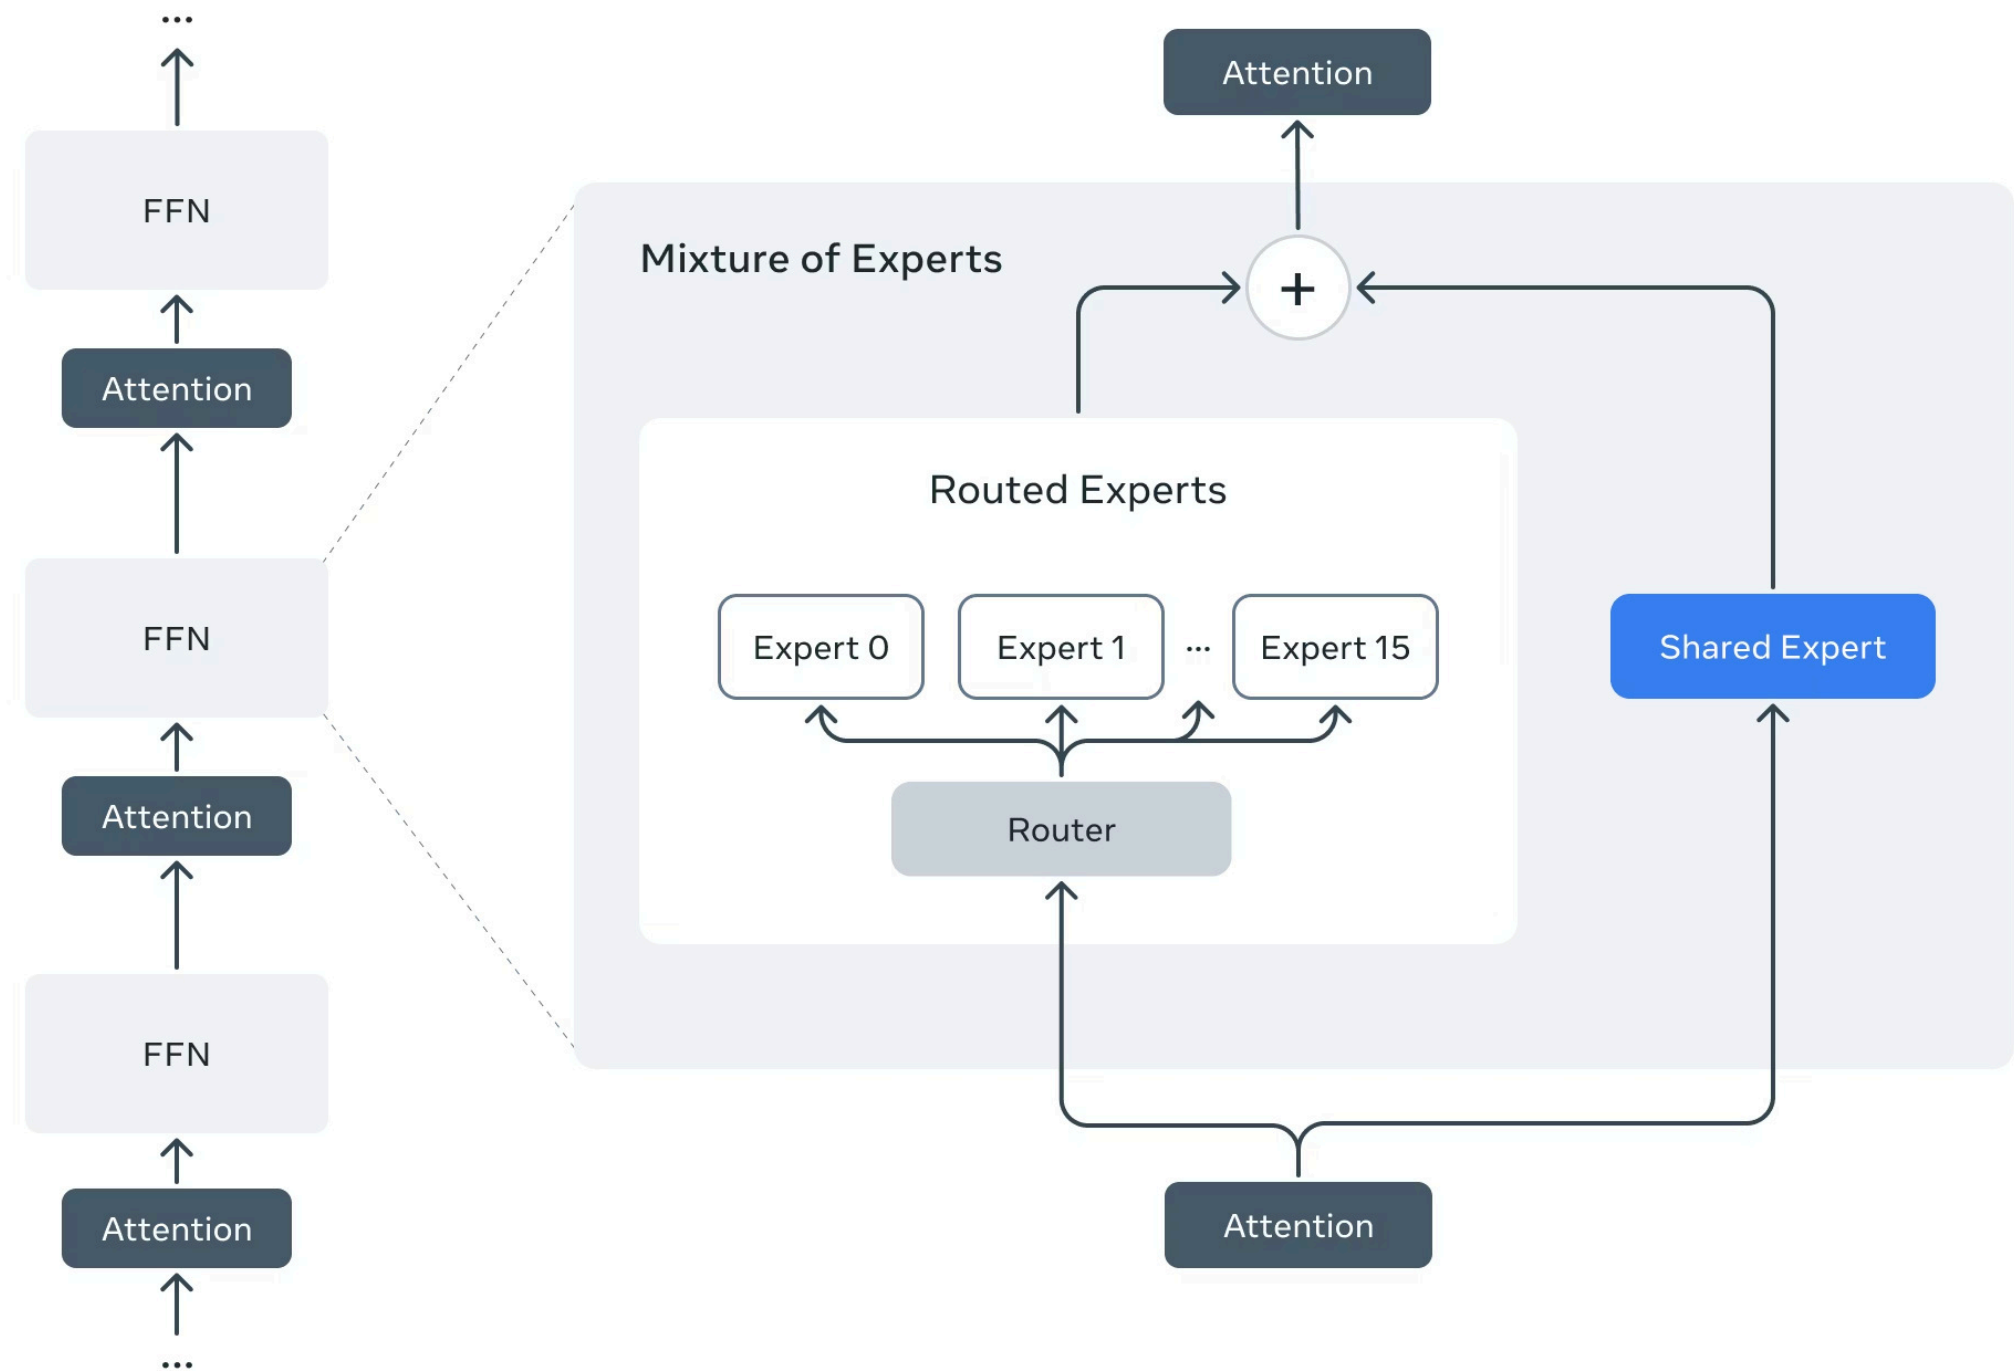 ...
FFN
Attention
FFN
Attention
FFN
Attention
...
Attention
+
Mixture of Experts
Routed Experts
Expert 0 Expert 1 ... Expert 15
Shared Expert
Router
Attention